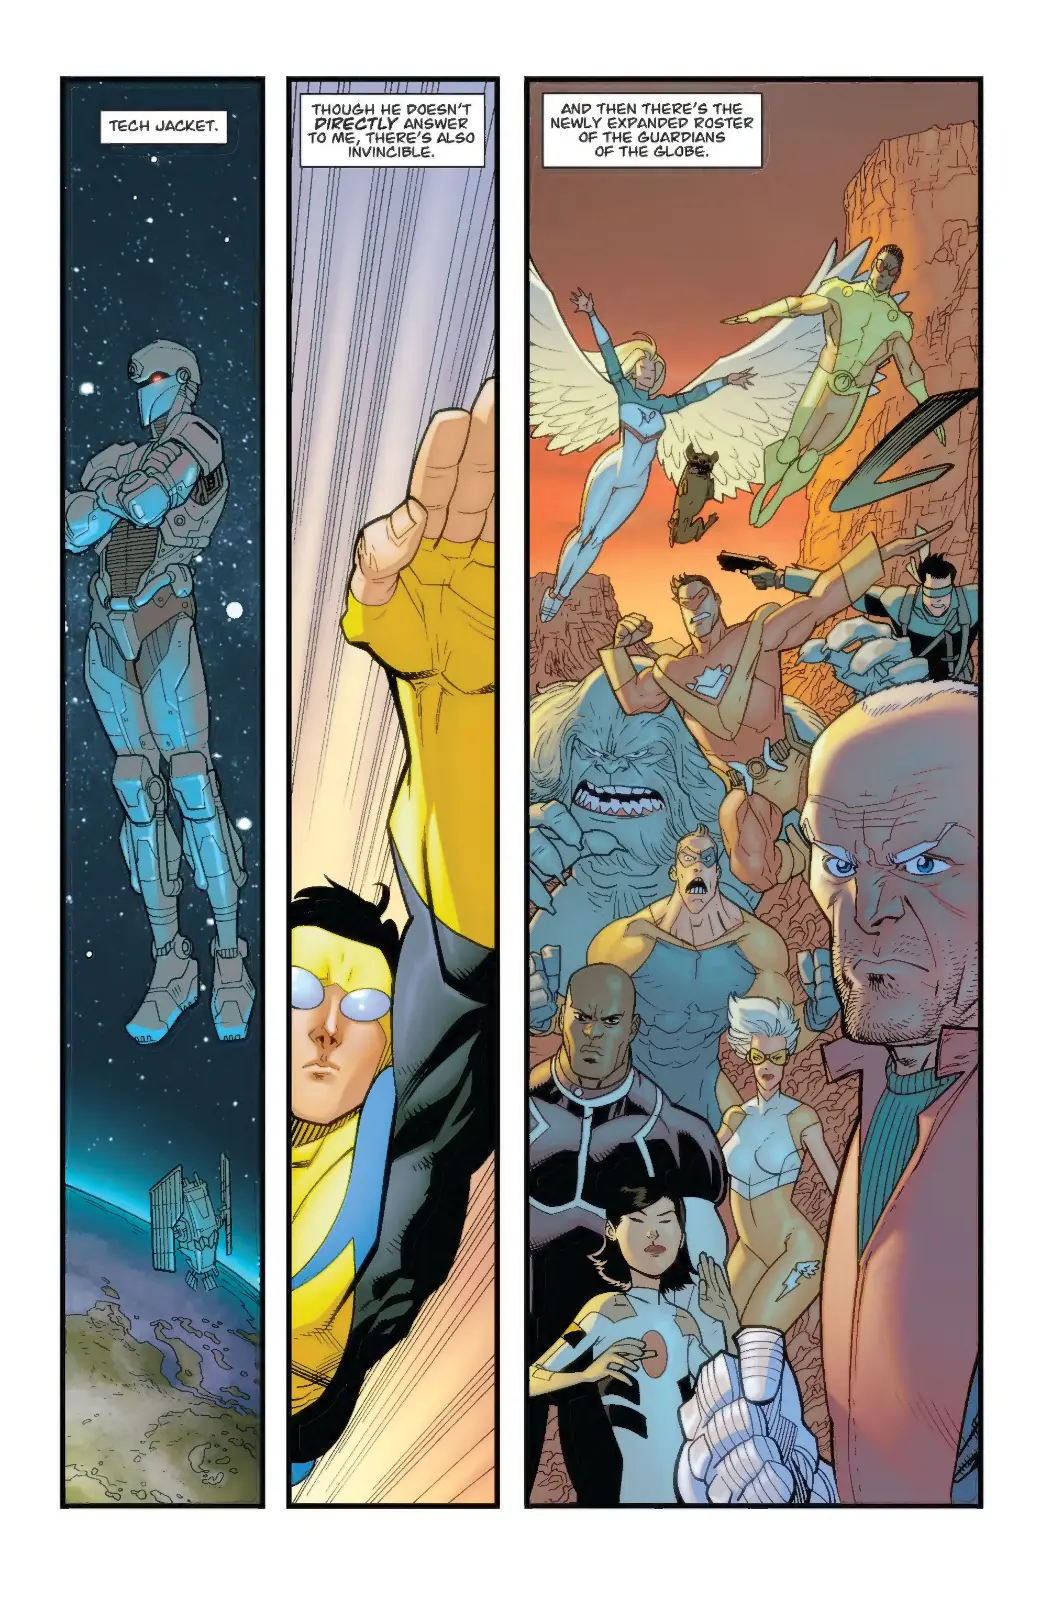 TECH JACKET.
THOUGH HE DOESN'T
DIRECTLY ANSWER
TO ME, THERE'S ALSO
INVINCIBLE.
AND THEN THERE'S THE
NEWLY EXPANDED ROSTER
OF THE GUARDIANS
OF THE GLOBE.